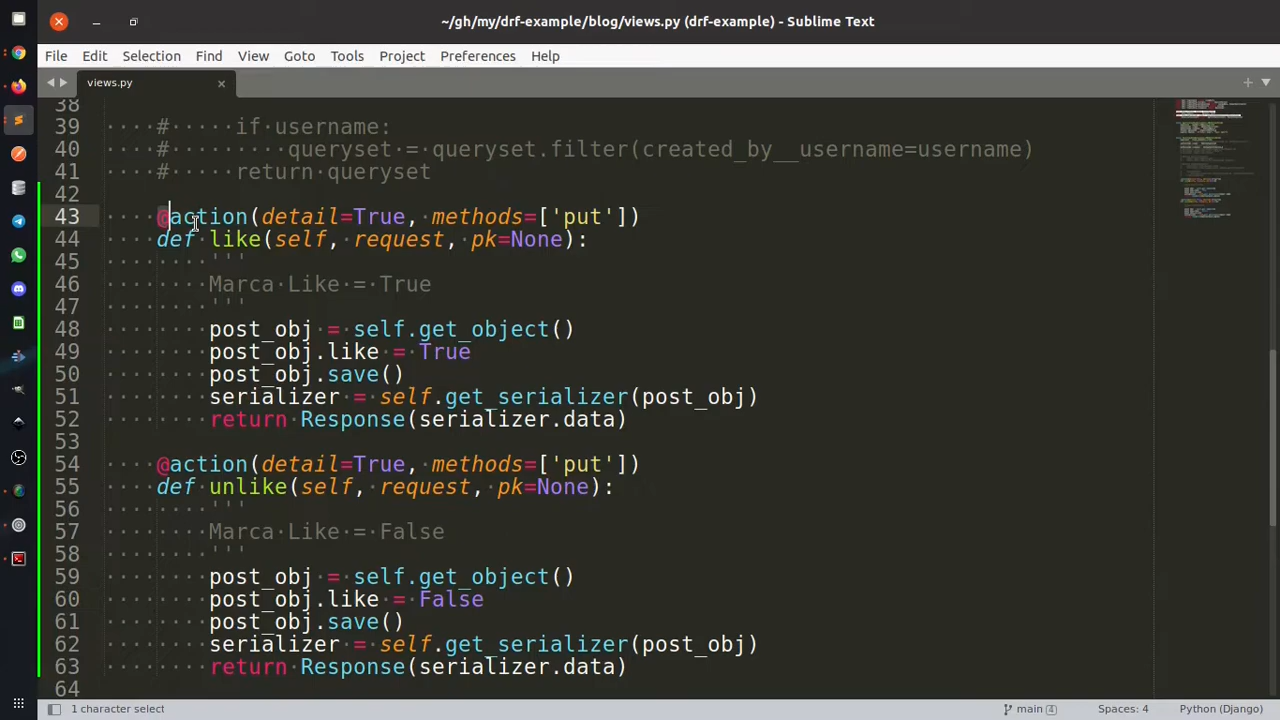 ~/gh/my/drf-example/blog/views.py (drf-example) - Sublime Text
File Edit Selection Find View Goto Tools Project Preferences Help
views.py
38
39 # if username:
40 # queryset = queryset.filter(created_by__username=username)
41 # return queryset
42
43 @action(detail=True, methods=['put'])
44 def like(self, request, pk=None):
45 '''
46 Marca Like = True
47 '''
48 post_obj = self.get_object()
49 post_obj.like = True
50 post_obj.save()
51 serializer = self.get_serializer(post_obj)
52 return Response(serializer.data)
53
54 @action(detail=True, methods=['put'])
55 def unlike(self, request, pk=None):
56 '''
57 Marca Like = False
58 '''
59 post_obj = self.get_object()
60 post_obj.like = False
61 post_obj.save()
62 serializer = self.get_serializer(post_obj)
63 return Response(serializer.data)
64
1 character select main 4 Spaces: 4 Python (Django)